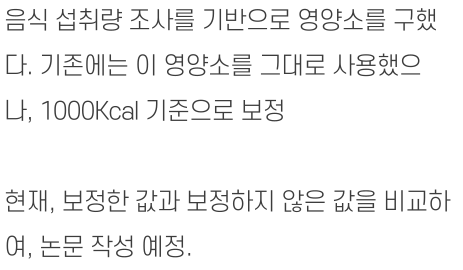 음식 섭취량 조사를 기반으로 영양소를 구했
다. 기존에는 이 영양소를 그대로 사용했으
나, 1000Kcal 기준으로 보정
현재, 보정한 값과 보정하지 않은 값을 비교하
여, 논문 작성 예정.